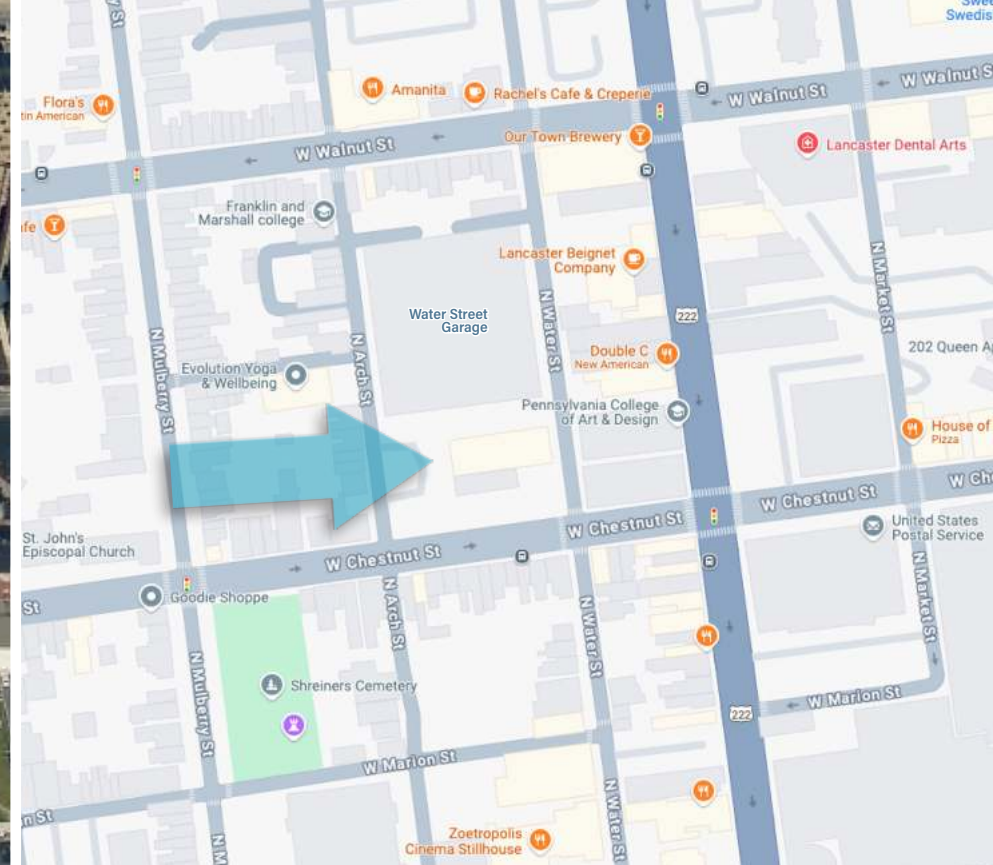 Swedis
Amanita
Rachel's Cafe & Creperie
W Walnut St
W Walnut S
Flora's
tin American
Our Town Brewery
Lancaster Dental Arts
W Walnut St
Franklin and
Marshall college
Lancaster Beignet
Company
N Market St
Water Street
Garage
N Water St
222
N Mulberry St
N Arch St
Double C
New American
202 Queen A
Evolution Yoga
& Wellbeing
Pennsylvania College
of Art & Design
House of
Pizza
W Chestnut St
W Ch
W Chestnut St
United States
Postal Service
St. John's
Episcopal Church
W Chestnut St
St
Goodie Shoppe
N Arch St
N Water St
N Market St
N Mulberry St
Shreiners Cemetery
W Marion St
222
W Marion St
n St
N Water St
N M
Zoetropolis
Cinema Stillhouse